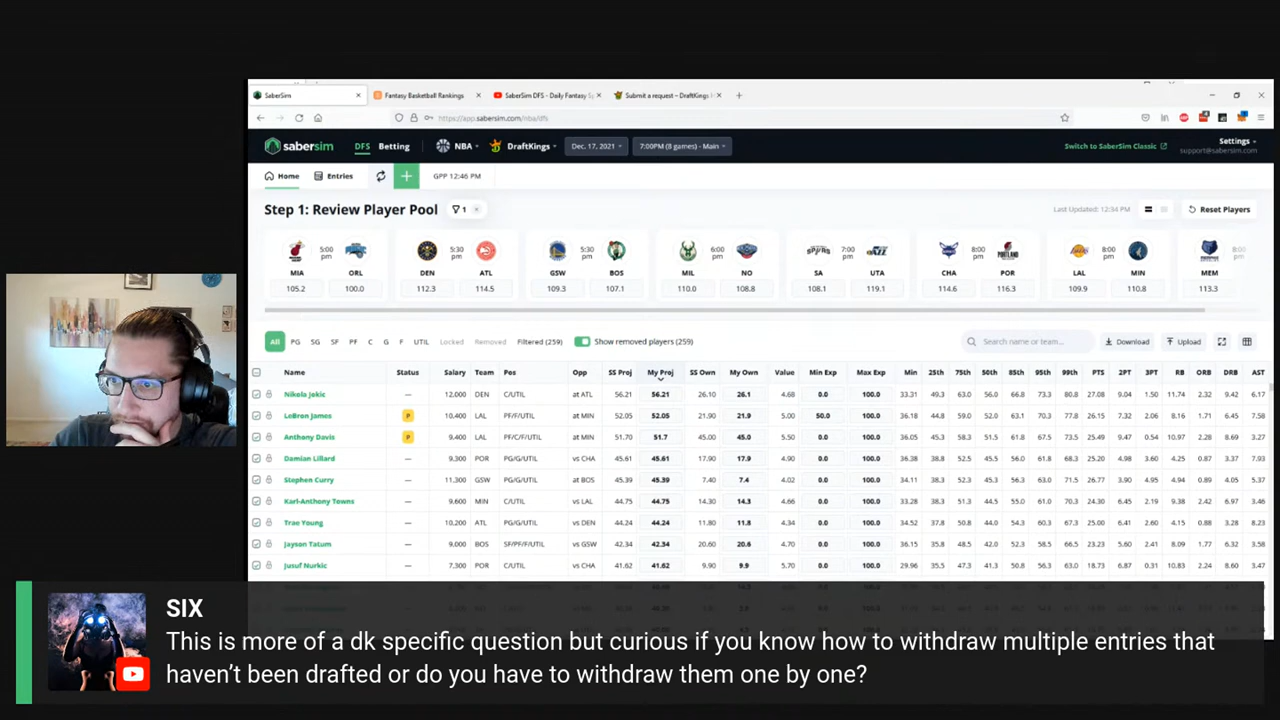 SaberSim
Fantasy Basketball Rankings
SaberSim DFS - Daily Fantasy
Submit a request – DraftKings
https://app.sabersim.com/nba/dfs
sabersim DFS Betting NBA DraftKings Dec. 17, 2021 7:00PM (8 games) - Main Switch to SaberSim Classic Settings
support@sabersim.com
Home Entries + GPP 12:46 PM
Step 1: Review Player Pool 1 Last Updated: 12:34 PM Reset Players
5:00 pm 5:30 pm 5:30 pm 6:00 pm 7:00 pm 8:00 pm 8:00 pm 8:00 pm
MIA ORL DEN ATL GSW BOS MIL NO SA UTA CHA POR LAL MIN MEM
105.2 100.0 112.3 114.5 109.3 107.1 110.0 108.8 108.1 119.1 114.6 116.3 109.9 110.8 113.3
All PG SG SF PF C G F UTIL Locked Removed Filtered (259) Show removed players (259) Search name or team... Download Upload
Name Status Salary Team Pos Opp SS Proj My Proj SS Own My Own Value Min Exp Max Exp Min 25th 75th 50th 85th 95th 99th PTS 2PT 3PT RB ORB DRB AST
Nikola Jokic — 12,000 DEN C/UTIL at ATL 56.21 56.21 26.10 26.1 4.68 0.0 100.0 33.31 49.3 63.0 56.0 66.8 73.3 80.8 27.08 9.04 1.50 11.74 2.32 9.42 6.17
LeBron James P 10,400 LAL PF/F/UTIL at MIN 52.05 52.05 21.90 21.9 5.00 50.0 100.0 36.18 44.8 59.0 52.0 63.1 70.3 77.8 26.15 7.32 2.06 8.16 1.71 6.45 7.58
Anthony Davis P 9,400 LAL PF/C/F/UTIL at MIN 51.70 51.7 45.00 45.0 5.50 0.0 100.0 36.05 45.3 58.3 51.5 61.8 67.5 73.5 25.49 9.47 0.54 10.97 2.28 8.69 3.27
Damian Lillard — 9,300 POR PG/G/UTIL vs CHA 45.61 45.61 17.90 17.9 4.90 0.0 100.0 36.38 38.8 52.5 45.5 56.0 61.0 68.3 25.20 4.98 3.60 4.25 0.87 3.37 7.93
Stephen Curry — 11,300 GSW PG/G/UTIL at BOS 45.39 45.39 7.40 7.4 4.02 0.0 100.0 34.11 38.3 52.3 45.3 56.3 63.0 71.5 26.77 3.90 4.95 4.94 0.89 4.05 5.37
Karl-Anthony Towns — 9,600 MIN C/UTIL vs LAL 44.75 44.75 14.30 14.3 4.66 0.0 100.0 33.28 38.3 51.3 44.5 55.0 61.0 70.3 24.30 6.45 2.19 9.38 2.42 6.97 3.46
Trae Young — 10,200 ATL PG/G/UTIL vs DEN 44.24 44.24 11.80 11.8 4.34 0.0 100.0 34.52 37.8 50.8 44.0 54.3 60.3 67.3 25.00 6.41 2.60 4.15 0.88 3.28 8.23
Jayson Tatum — 9,000 BOS SF/PF/F/UTIL vs GSW 42.34 42.34 20.60 20.6 4.70 0.0 100.0 36.15 35.8 48.5 42.0 52.3 58.5 66.5 23.23 5.60 2.41 8.09 1.77 6.32 3.58
Jusuf Nurkic — 7,300 POR C/UTIL vs CHA 41.62 41.62 9.90 9.9 5.70 0.0 100.0 29.96 35.5 47.3 41.3 50.8 56.3 63.0 18.73 6.87 0.31 10.83 2.24 8.60 3.47
SIX
This is more of a dk specific question but curious if you know how to withdraw multiple entries that
haven't been drafted or do you have to withdraw them one by one?